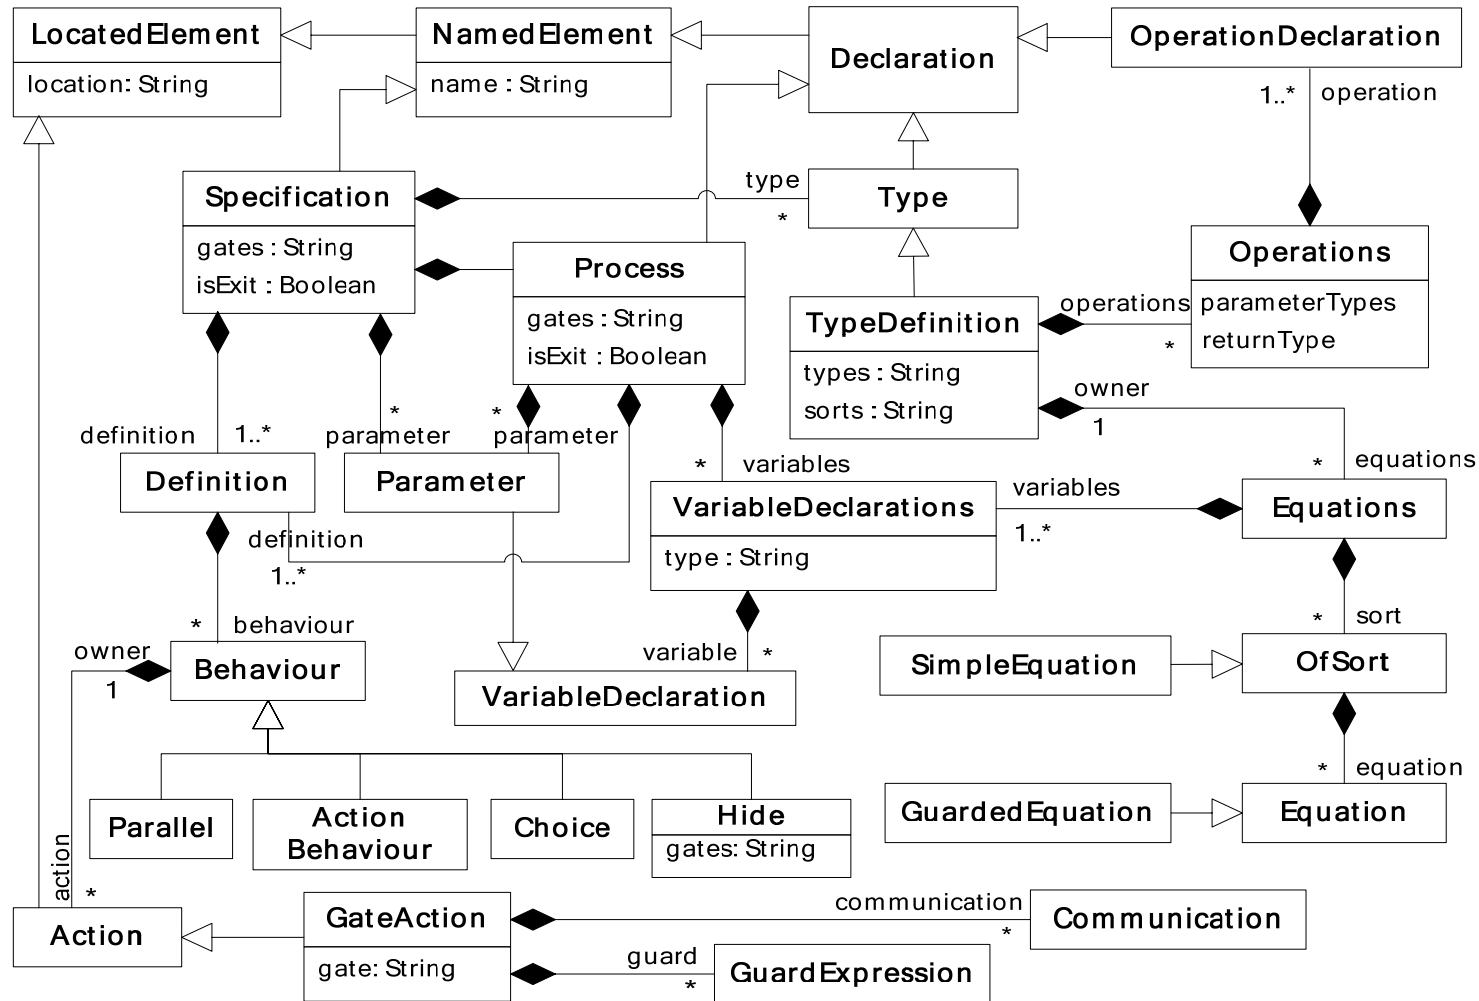 LocatedElement
location: String
NamedElement
name : String
Declaration
OperationDeclaration
1..*
operation
Specification
gates : String
isExit : Boolean
type
*
Type
Process
gates : String
isExit : Boolean
Operations
parameterTypes
returnType
operations
*
TypeDefinition
types : String
sorts : String
owner
1
definition
1..*
*
parameter
*
parameter
*
variables
*
equations
Definition
Parameter
VariableDeclarations
type : String
variables
1..*
Equations
definition
1..*
*
behaviour
owner
1
Behaviour
variable
*
VariableDeclaration
*
sort
SimpleEquation
OfSort
*
equation
Parallel
Action
Behaviour
Choice
Hide
gates: String
GuardedEquation
Equation
action
*
Action
GateAction
gate: String
communication
*
Communication
guard
*
GuardExpression